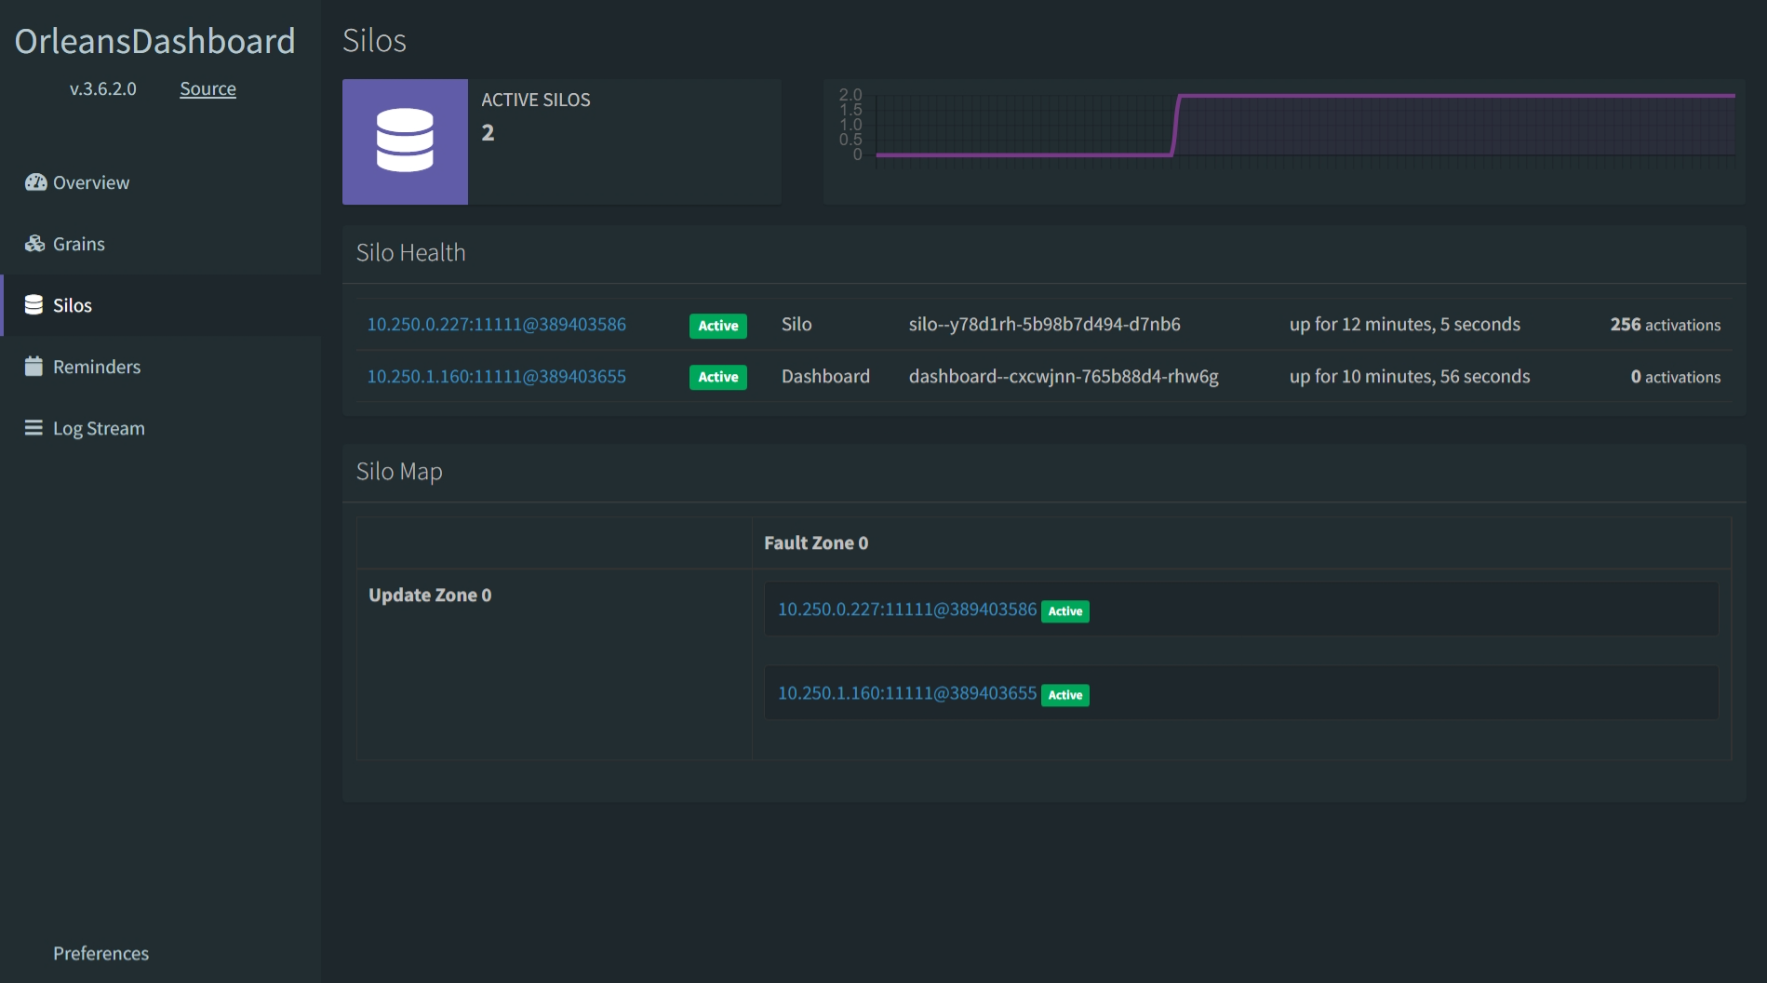 OrleansDashboard
v.3.6.2.0 Source
Overview
Grains
Silos
Reminders
Log Stream
Preferences
Silos
ACTIVE SILOS
2
2.0
1.5
1.0
0.5
0
Silo Health
10.250.0.227:11111@389403586 Active Silo silo--y78d1rh-5b98b7d494-d7nb6 up for 12 minutes, 5 seconds 256 activations
10.250.1.160:11111@389403655 Active Dashboard dashboard--cxcwjnn-765b88d4-rhw6g up for 10 minutes, 56 seconds 0 activations
Silo Map
Fault Zone 0
Update Zone 0
10.250.0.227:11111@389403586 Active
10.250.1.160:11111@389403655 Active